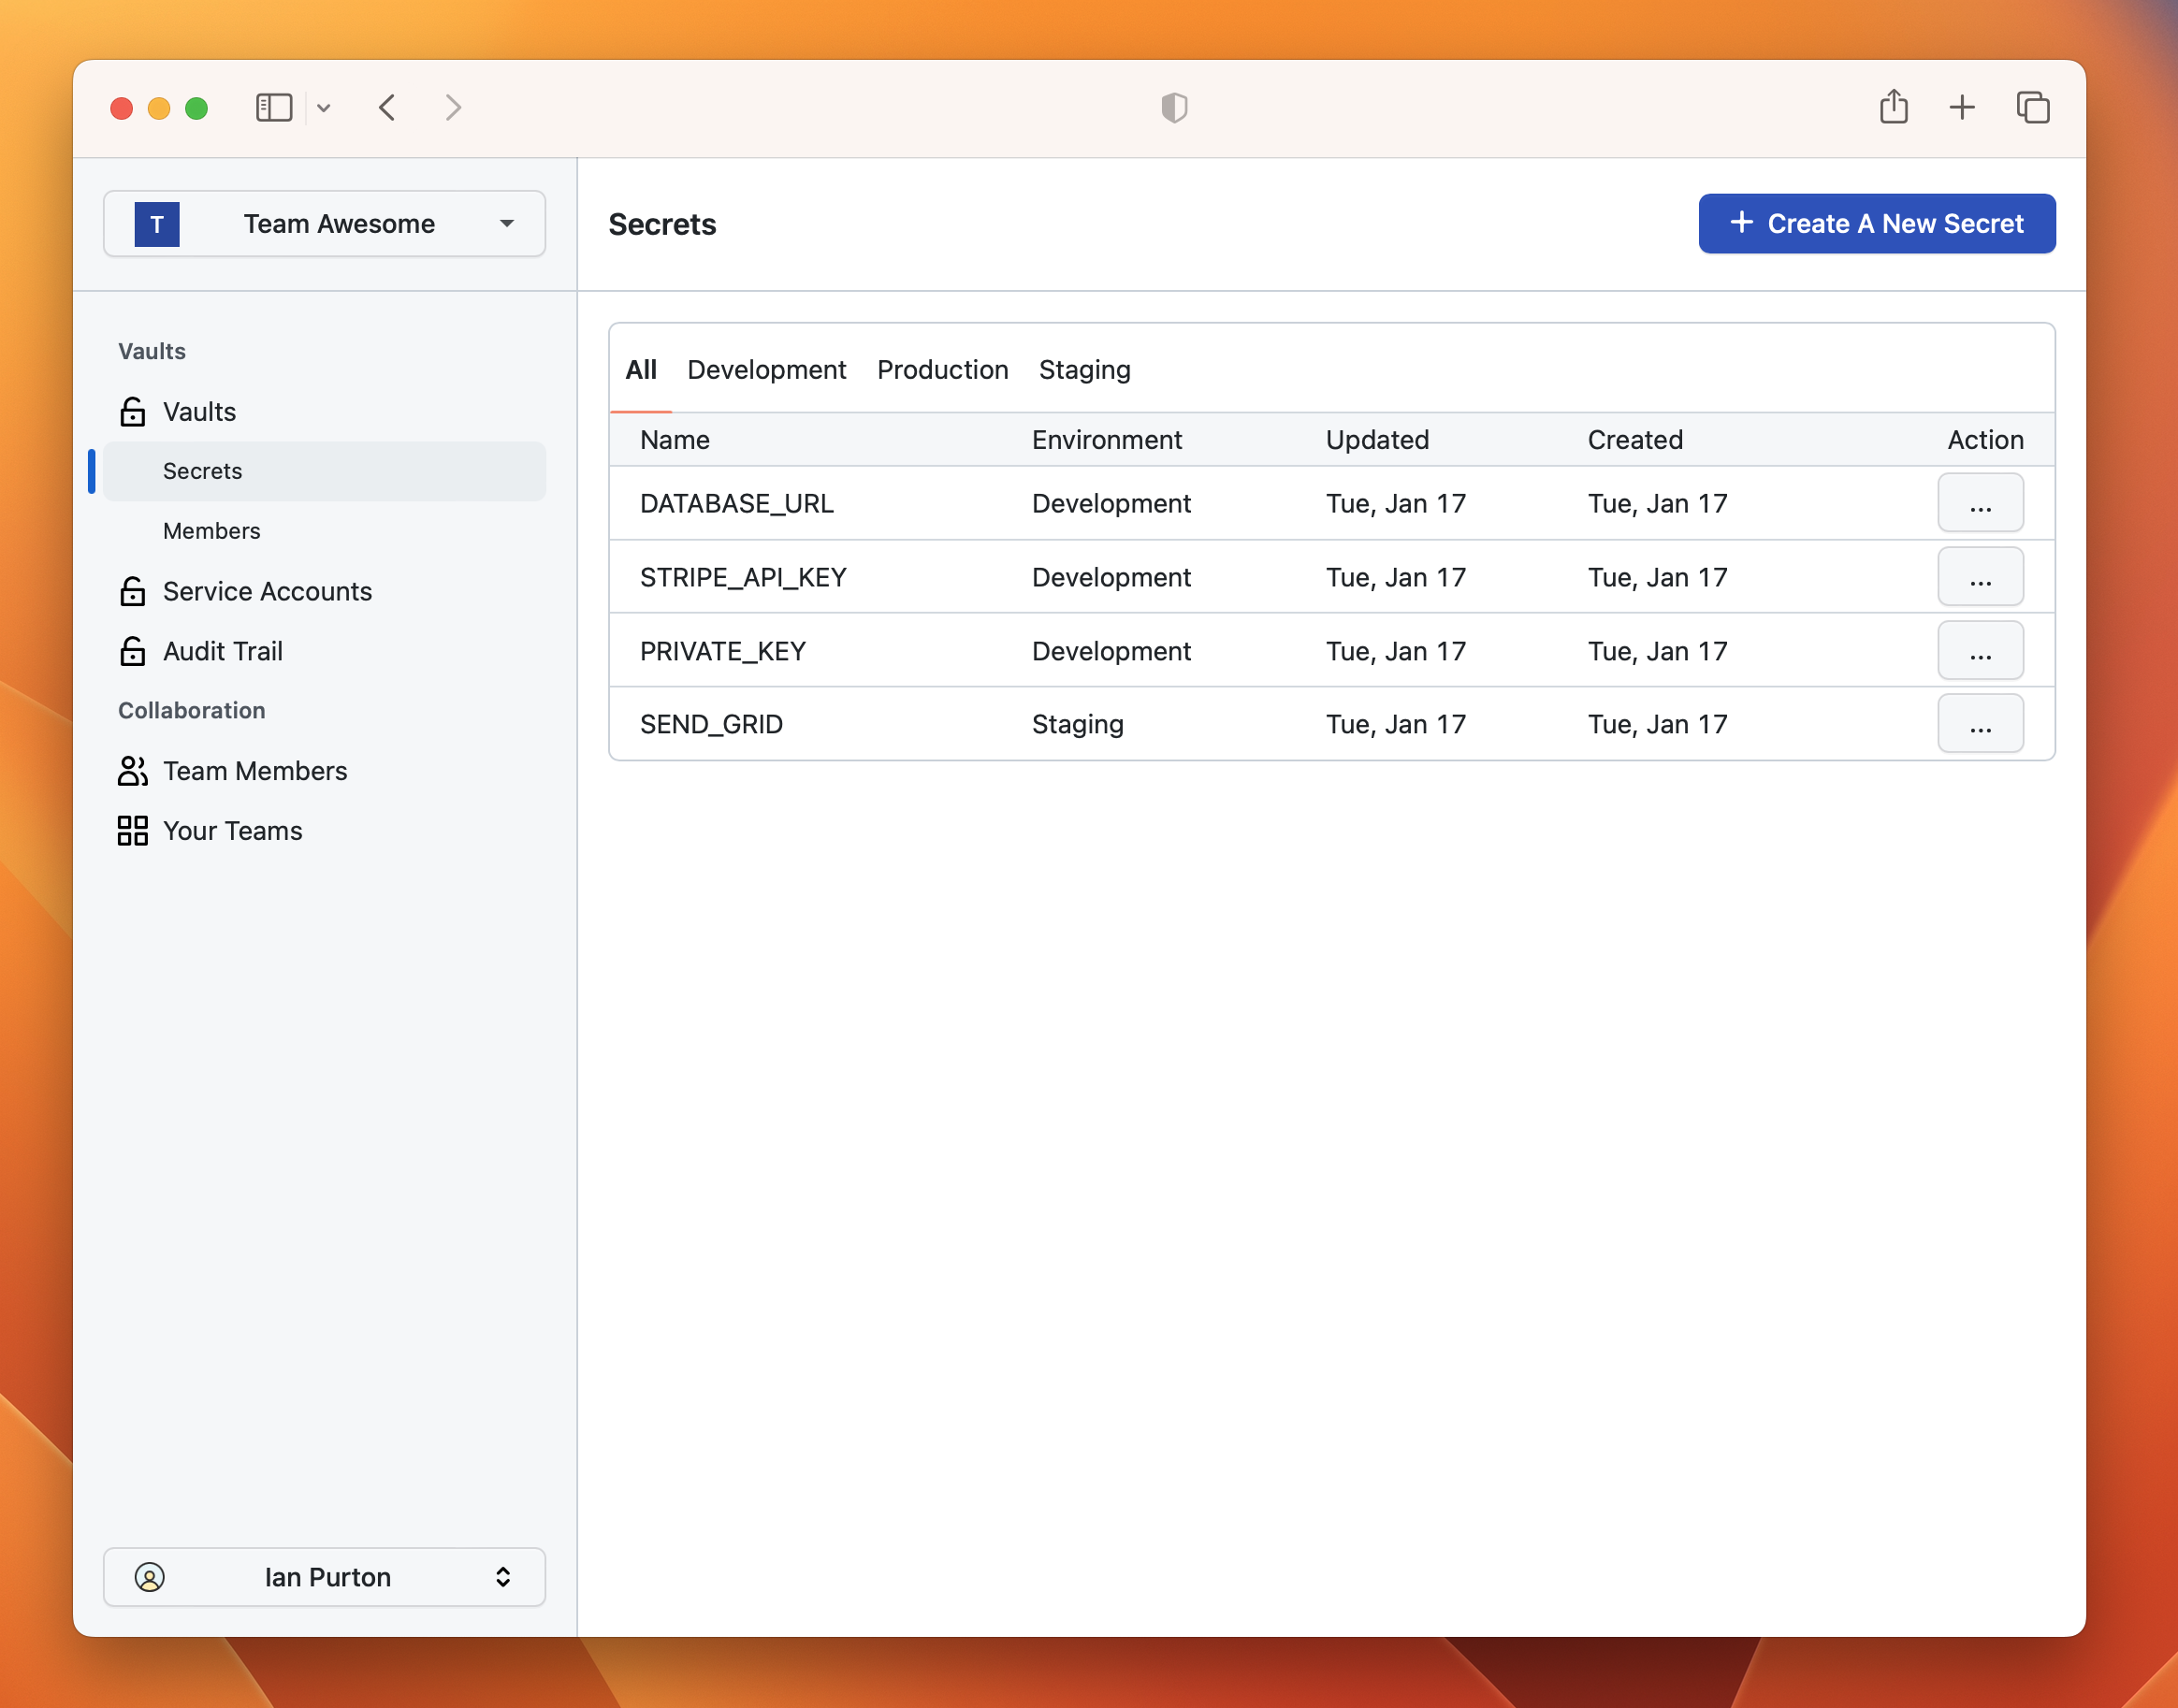 T Team Awesome
Secrets
+ Create A New Secret
Vaults
Vaults
Secrets
Members
Service Accounts
Audit Trail
Collaboration
Team Members
Your Teams
Ian Purton
All Development Production Staging
Name Environment Updated Created Action
DATABASE_URL Development Tue, Jan 17 Tue, Jan 17 ...
STRIPE_API_KEY Development Tue, Jan 17 Tue, Jan 17 ...
PRIVATE_KEY Development Tue, Jan 17 Tue, Jan 17 ...
SEND_GRID Staging Tue, Jan 17 Tue, Jan 17 ...